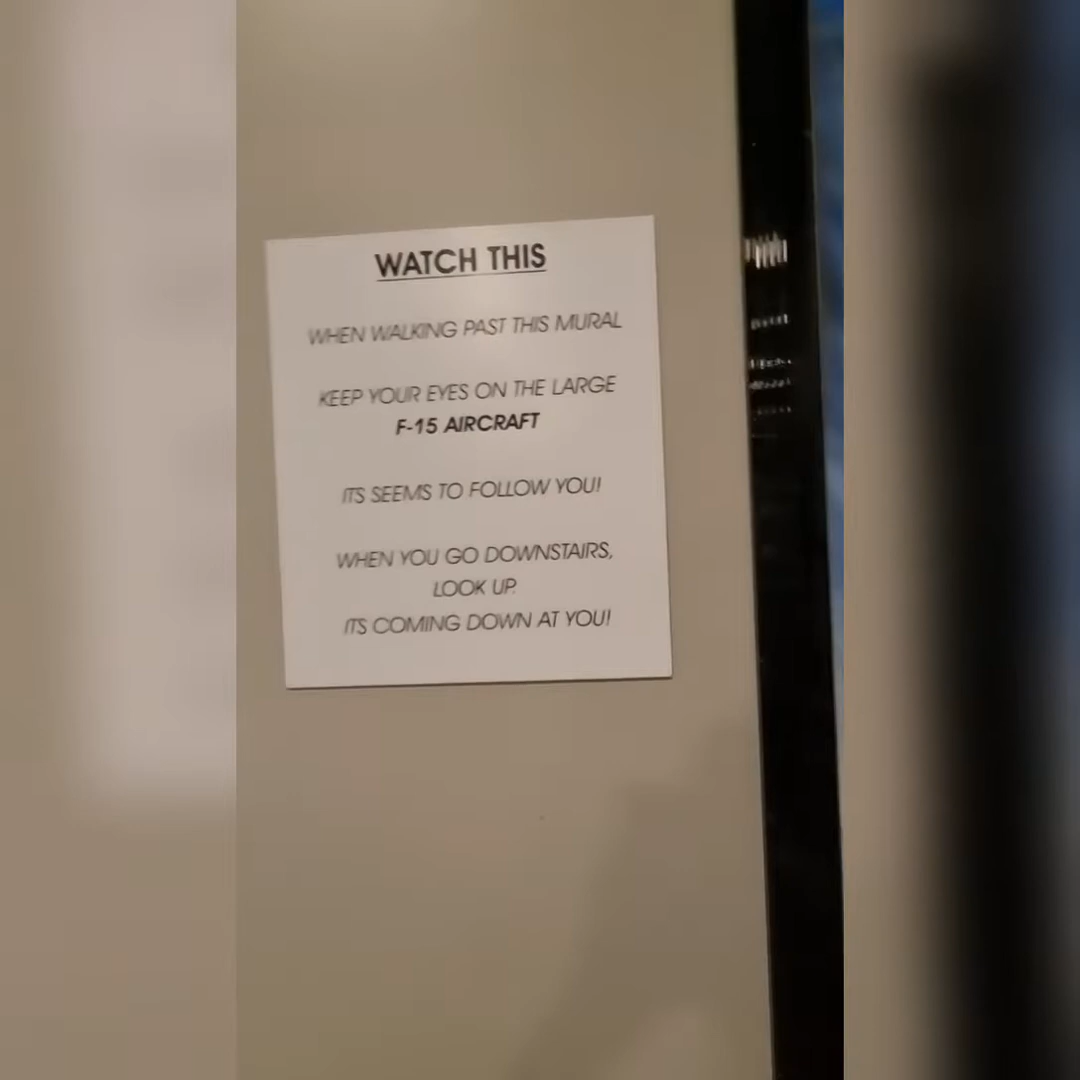 WATCH THIS
WHEN WALKING PAST THIS MURAL
KEEP YOUR EYES ON THE LARGE
F-15 AIRCRAFT
ITS SEEMS TO FOLLOW YOU!
WHEN YOU GO DOWNSTAIRS,
LOOK UP.
ITS COMING DOWN AT YOU!